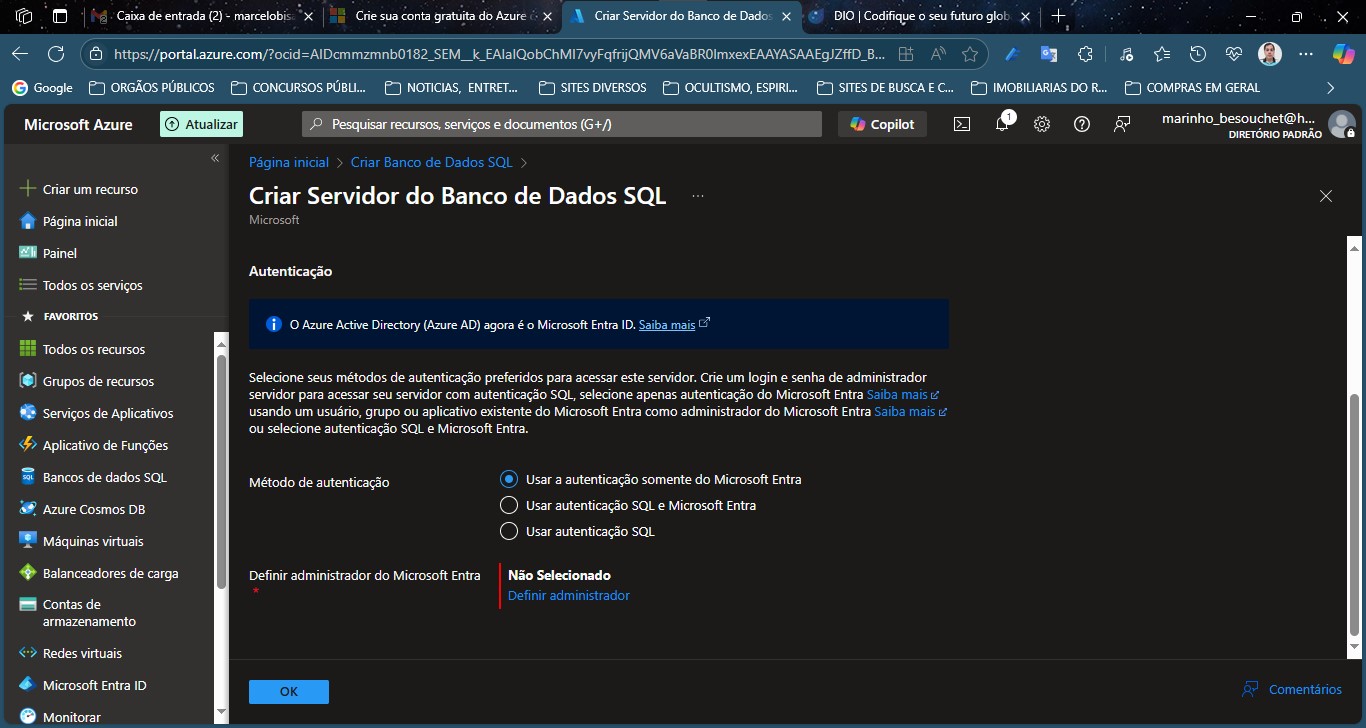 Caixa de entrada (2) - marcelobis
Crie sua conta gratuita do Azure
Criar Servidor do Banco de Dados
DIO | Codifique o seu futuro glob
https://portal.azure.com/?ocid=AIDcmmzmnb0182_SEM__k_EAIaIQobChMI7vyFqfrijQMV6aVaBR0ImxexEAAYASAAEgJZffD_B...
Google
ORGÃOS PÚBLICOS
CONCURSOS PÚBLI...
NOTICIAS, ENTRET...
SITES DIVERSOS
OCULTISMO, ESPIRI...
SITES DE BUSCA E C...
IMOBILIARIAS DO R...
COMPRAS EM GERAL
Microsoft Azure
Atualizar
Pesquisar recursos, serviços e documentos (G+/)
Copilot
1
marinho_besouchet@h...
DIRETÓRIO PADRÃO
Criar um recurso
Página inicial
Painel
Todos os serviços
FAVORITOS
Todos os recursos
Grupos de recursos
Serviços de Aplicativos
Aplicativo de Funções
Bancos de dados SQL
Azure Cosmos DB
Máquinas virtuais
Balanceadores de carga
Contas de
armazenamento
Redes virtuais
Microsoft Entra ID
Monitorar
Página inicial > Criar Banco de Dados SQL >
Criar Servidor do Banco de Dados SQL ...
Microsoft
Autenticação
O Azure Active Directory (Azure AD) agora é o Microsoft Entra ID. Saiba mais
Selecione seus métodos de autenticação preferidos para acessar este servidor. Crie um login e senha de administrador
servidor para acessar seu servidor com autenticação SQL, selecione apenas autenticação do Microsoft Entra Saiba mais
usando um usuário, grupo ou aplicativo existente do Microsoft Entra como administrador do Microsoft Entra Saiba mais
ou selecione autenticação SQL e Microsoft Entra.
Método de autenticação
Usar a autenticação somente do Microsoft Entra
Usar autenticação SQL e Microsoft Entra
Usar autenticação SQL
Definir administrador do Microsoft Entra
*
Não Selecionado
Definir administrador
OK
Comentários